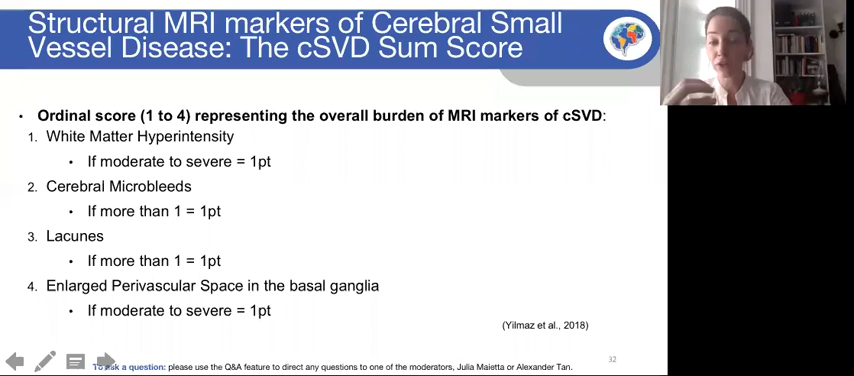 Structural MRI markers of Cerebral Small
Vessel Disease: The cSVD Sum Score
• Ordinal score (1 to 4) representing the overall burden of MRI markers of cSVD:
1. White Matter Hyperintensity
• If moderate to severe = 1pt
2. Cerebral Microbleeds
• If more than 1 = 1pt
3. Lacunes
• If more than 1 = 1pt
4. Enlarged Perivascular Space in the basal ganglia
• If moderate to severe = 1pt
(Yilmaz et al., 2018)
32
To ask a question: please use the Q&A feature to direct any questions to one of the moderators, Julia Maietta or Alexander Tan.